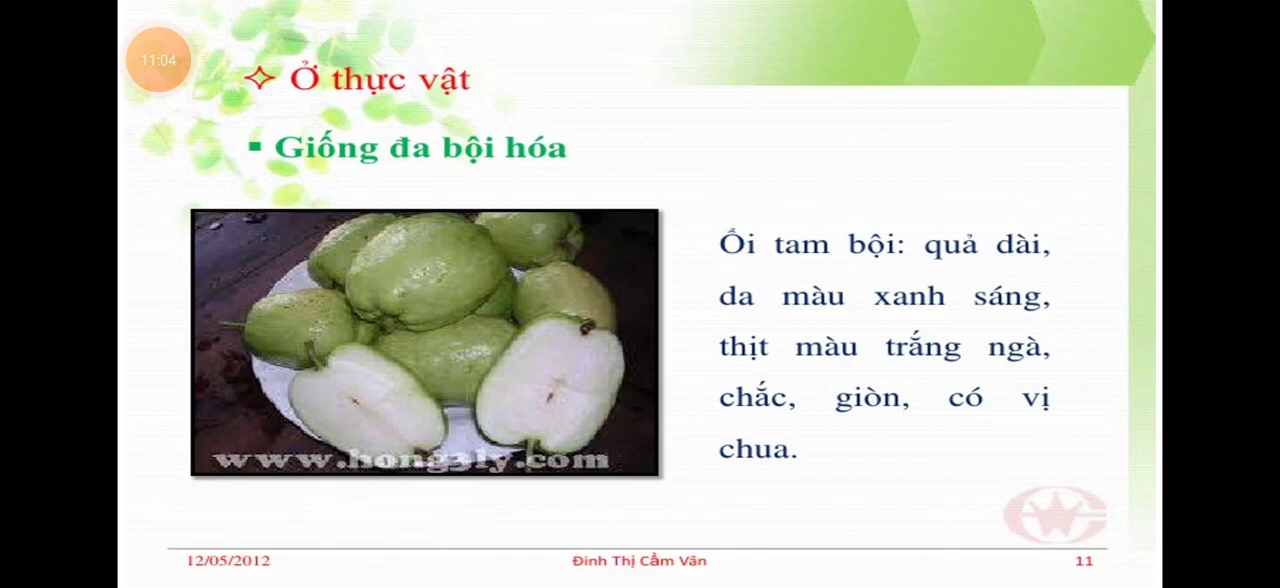 11:04
Ở thực vật
Giống đa bội hóa
Ổi tam bội: quả dài,
da màu xanh sáng,
thịt màu trắng ngà,
chắc, giòn, có vị
chua.
www.hongsly.com
12/05/2012
Đinh Thị Cẩm Vân
11